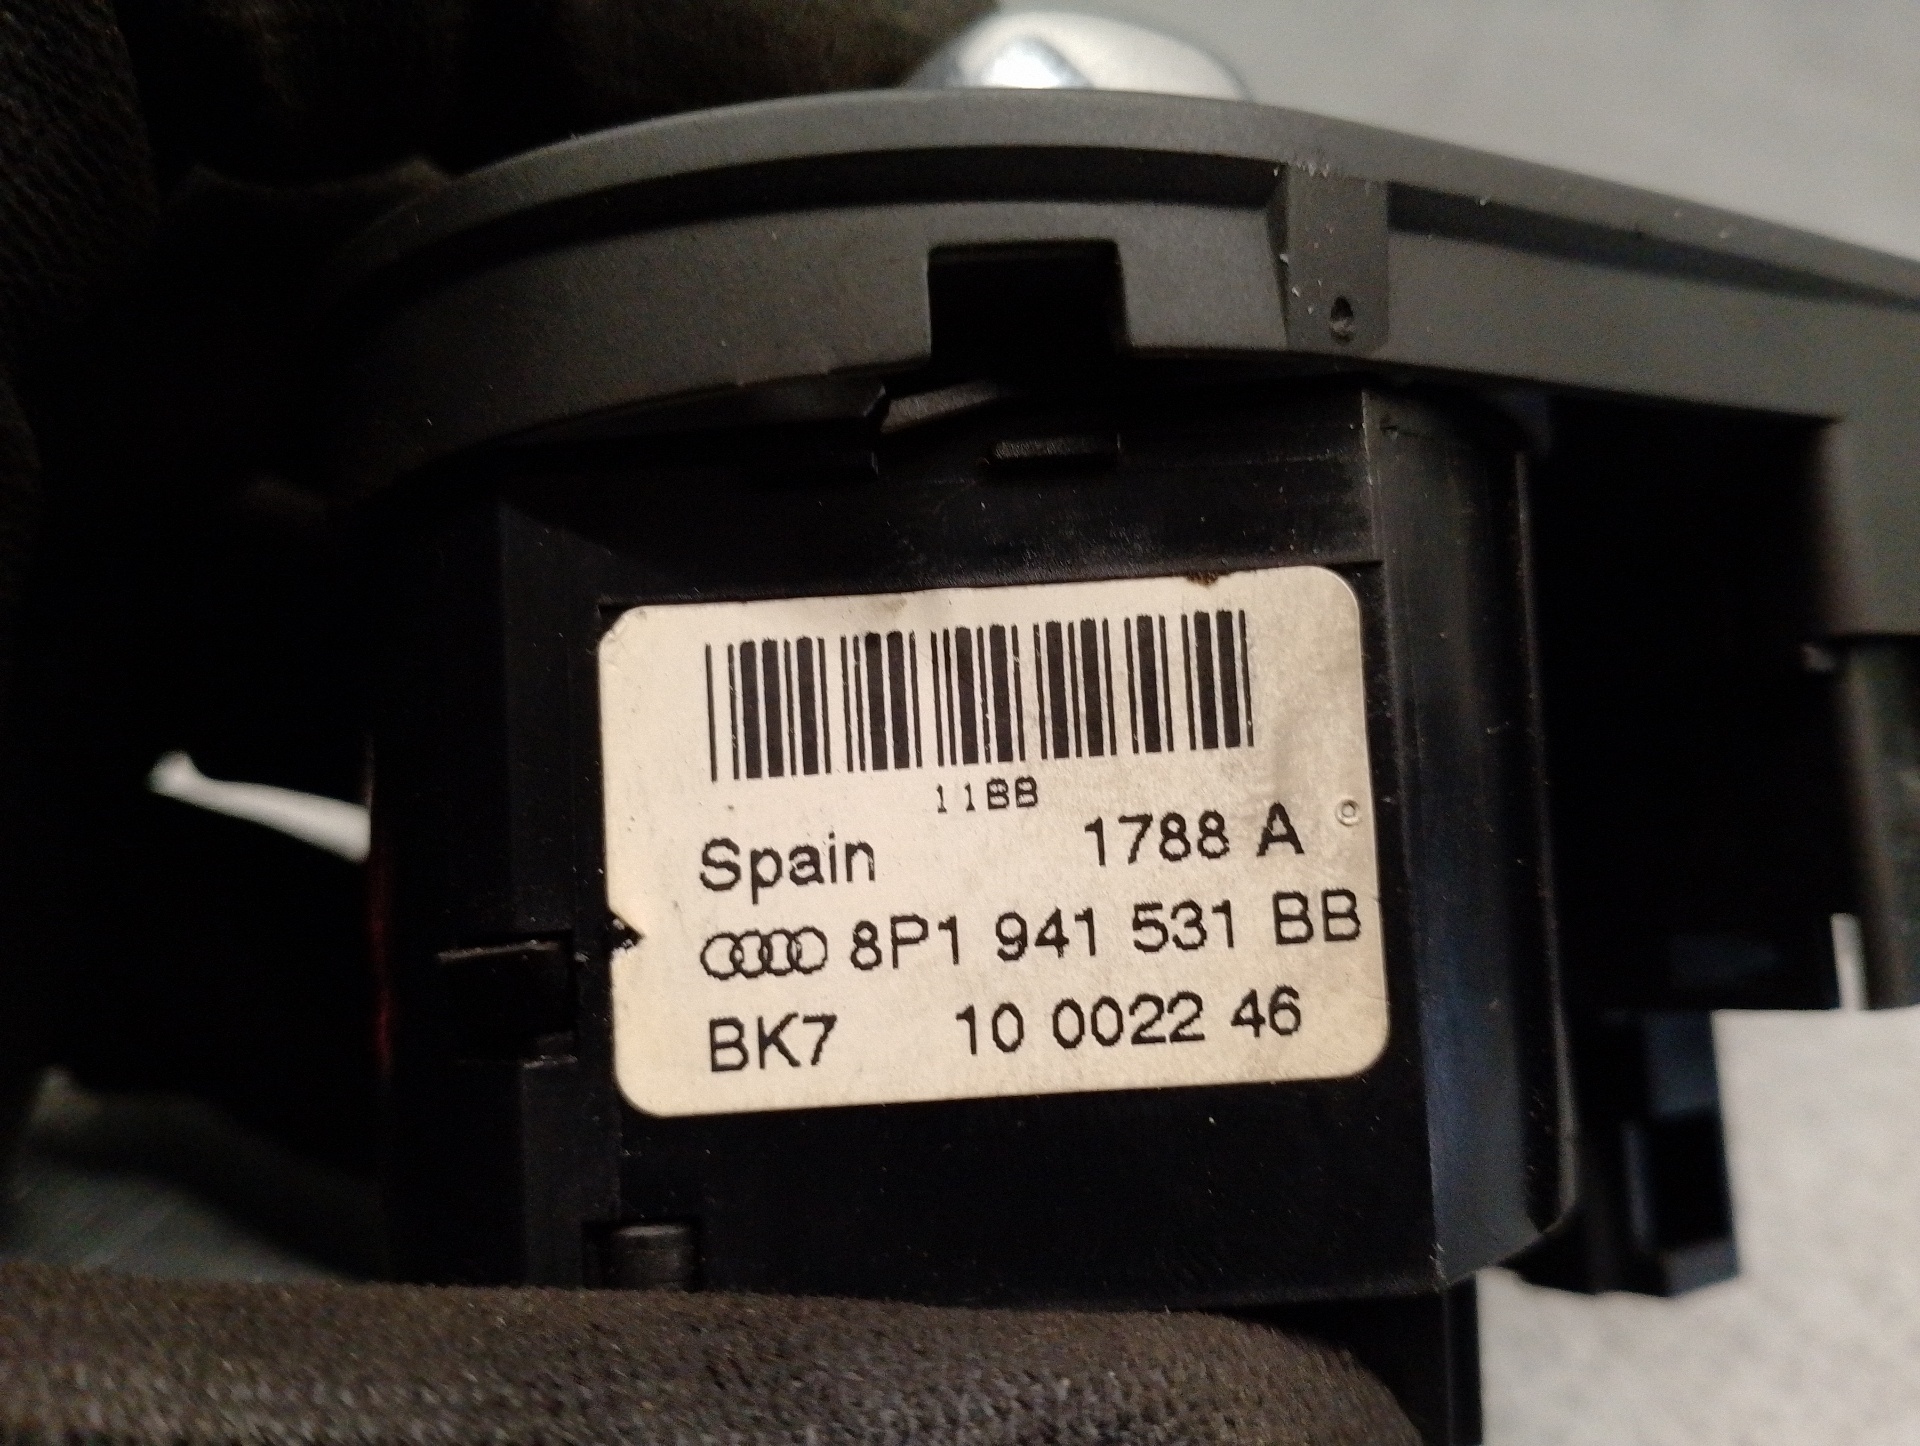 11BB
Spain 1788 A
8P1 941 531 BB
BK7 10 0022 46